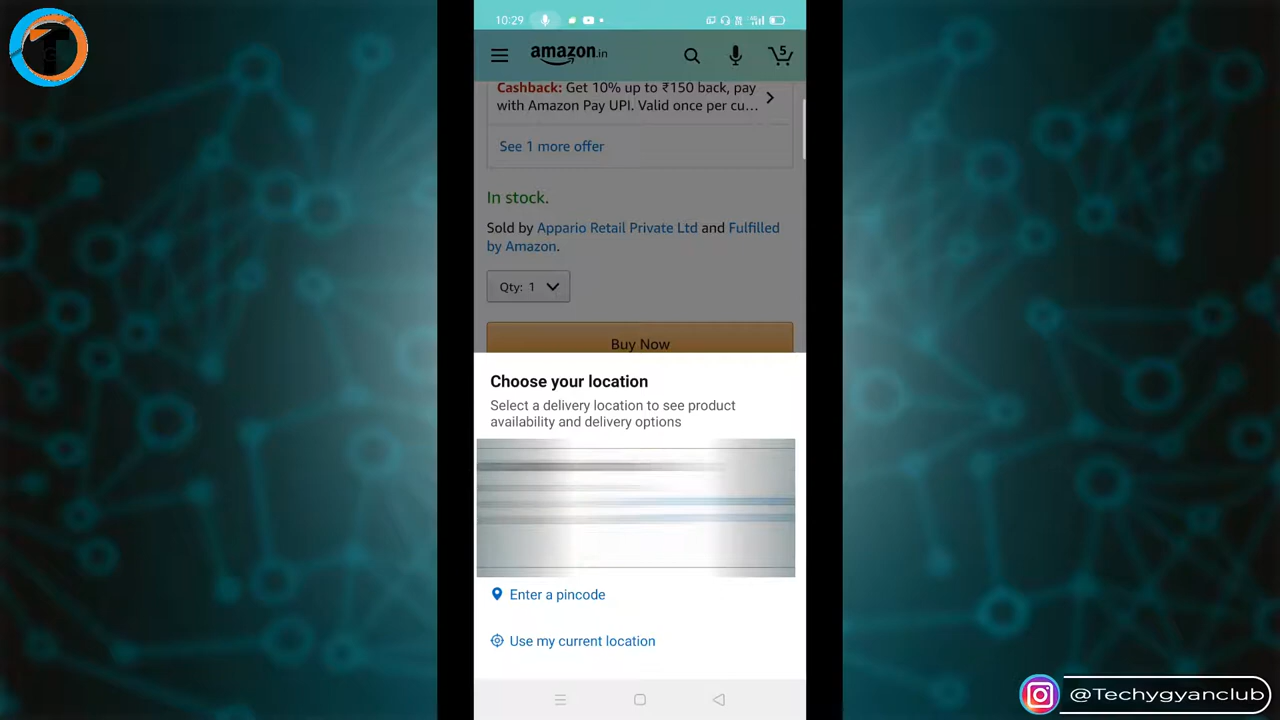 10:29
amazon.in
5
Cashback: Get 10% up to ₹150 back, pay
with Amazon Pay UPI. Valid once per cu...
See 1 more offer
In stock.
Sold by Appario Retail Private Ltd and Fulfilled
by Amazon.
Qty: 1
Buy Now
Choose your location
Select a delivery location to see product
availability and delivery options
Enter a pincode
Use my current location
@Techygyanclub